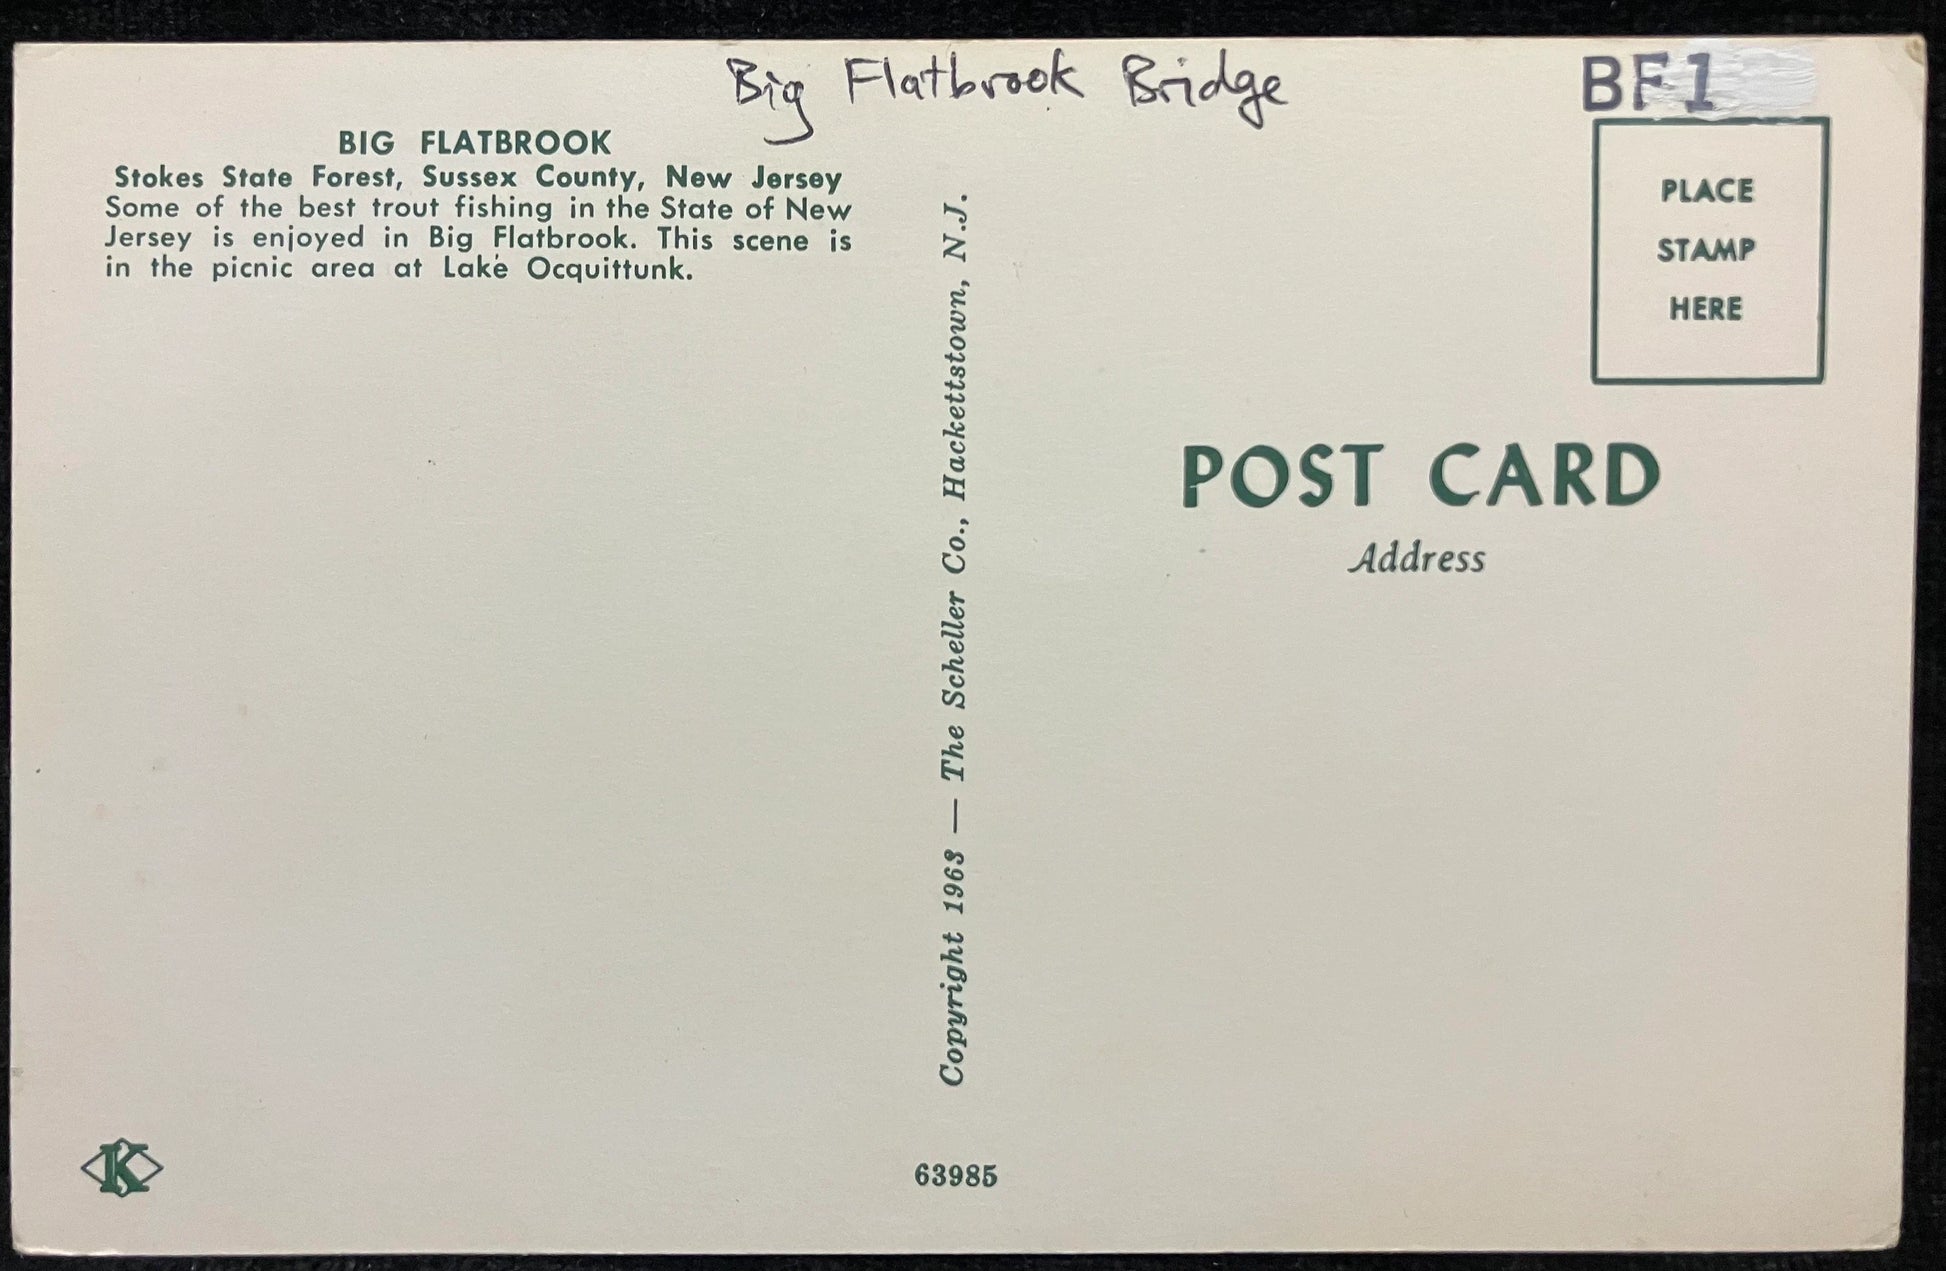 Big Flatbrook Bridge
BF1
BIG FLATBROOK
Stokes State Forest, Sussex County, New Jersey
Some of the best trout fishing in the State of New
Jersey is enjoyed in Big Flatbrook. This scene is
in the picnic area at Lake Ocquittunk.
Copyright 1963 — The Scheller Co., Hackettstown, N.J.
PLACE
STAMP
HERE
POST CARD
Address
K
63985